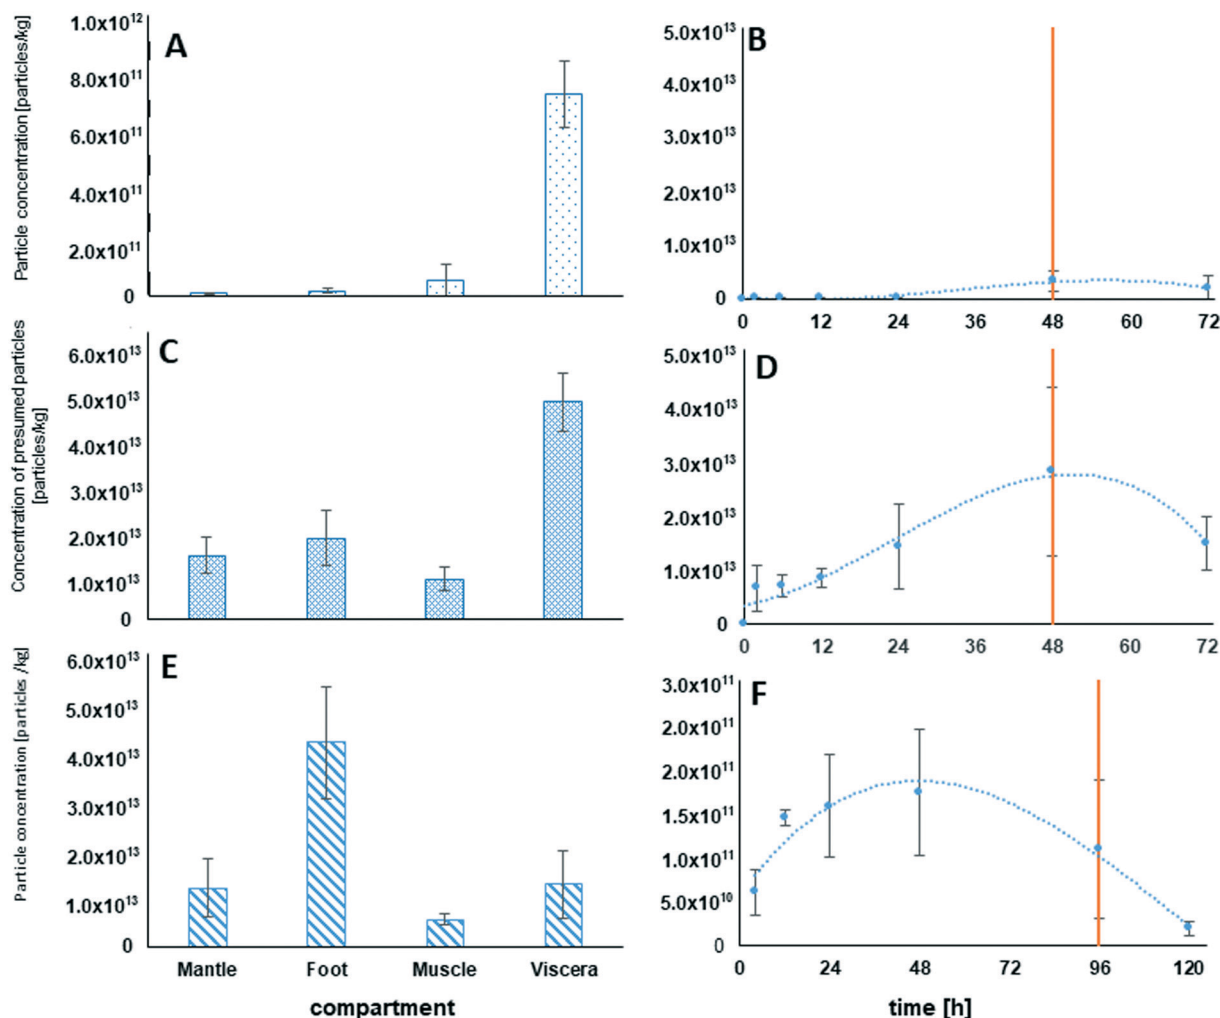 A
Particle concentration [particles/kg]
1.0x10¹²
8.0x10¹¹
6.0x10¹¹
4.0x10¹¹
2.0x10¹¹
0
B
5.0x10¹³
4.0x10¹³
3.0x10¹³
2.0x10¹³
1.0x10¹³
0
0 12 24 36 48 60 72
C
Concentration of presumed particles
[particles/kg]
6.0x10¹³
5.0x10¹³
4.0x10¹³
3.0x10¹³
2.0x10¹³
1.0x10¹³
0
D
5.0x10¹³
4.0x10¹³
3.0x10¹³
2.0x10¹³
1.0x10¹³
0
0 12 24 36 48 60 72
E
Particle concentration [particles /kg]
6.0x10¹³
5.0x10¹³
4.0x10¹³
3.0x10¹³
2.0x10¹³
1.0x10¹³
0
Mantle Foot Muscle Viscera
compartment
F
3.0x10¹¹
2.0x10¹¹
2.0x10¹¹
1.5x10¹¹
1.0x10¹¹
5.0x10¹⁰
0
0 24 48 72 96 120
time [h]